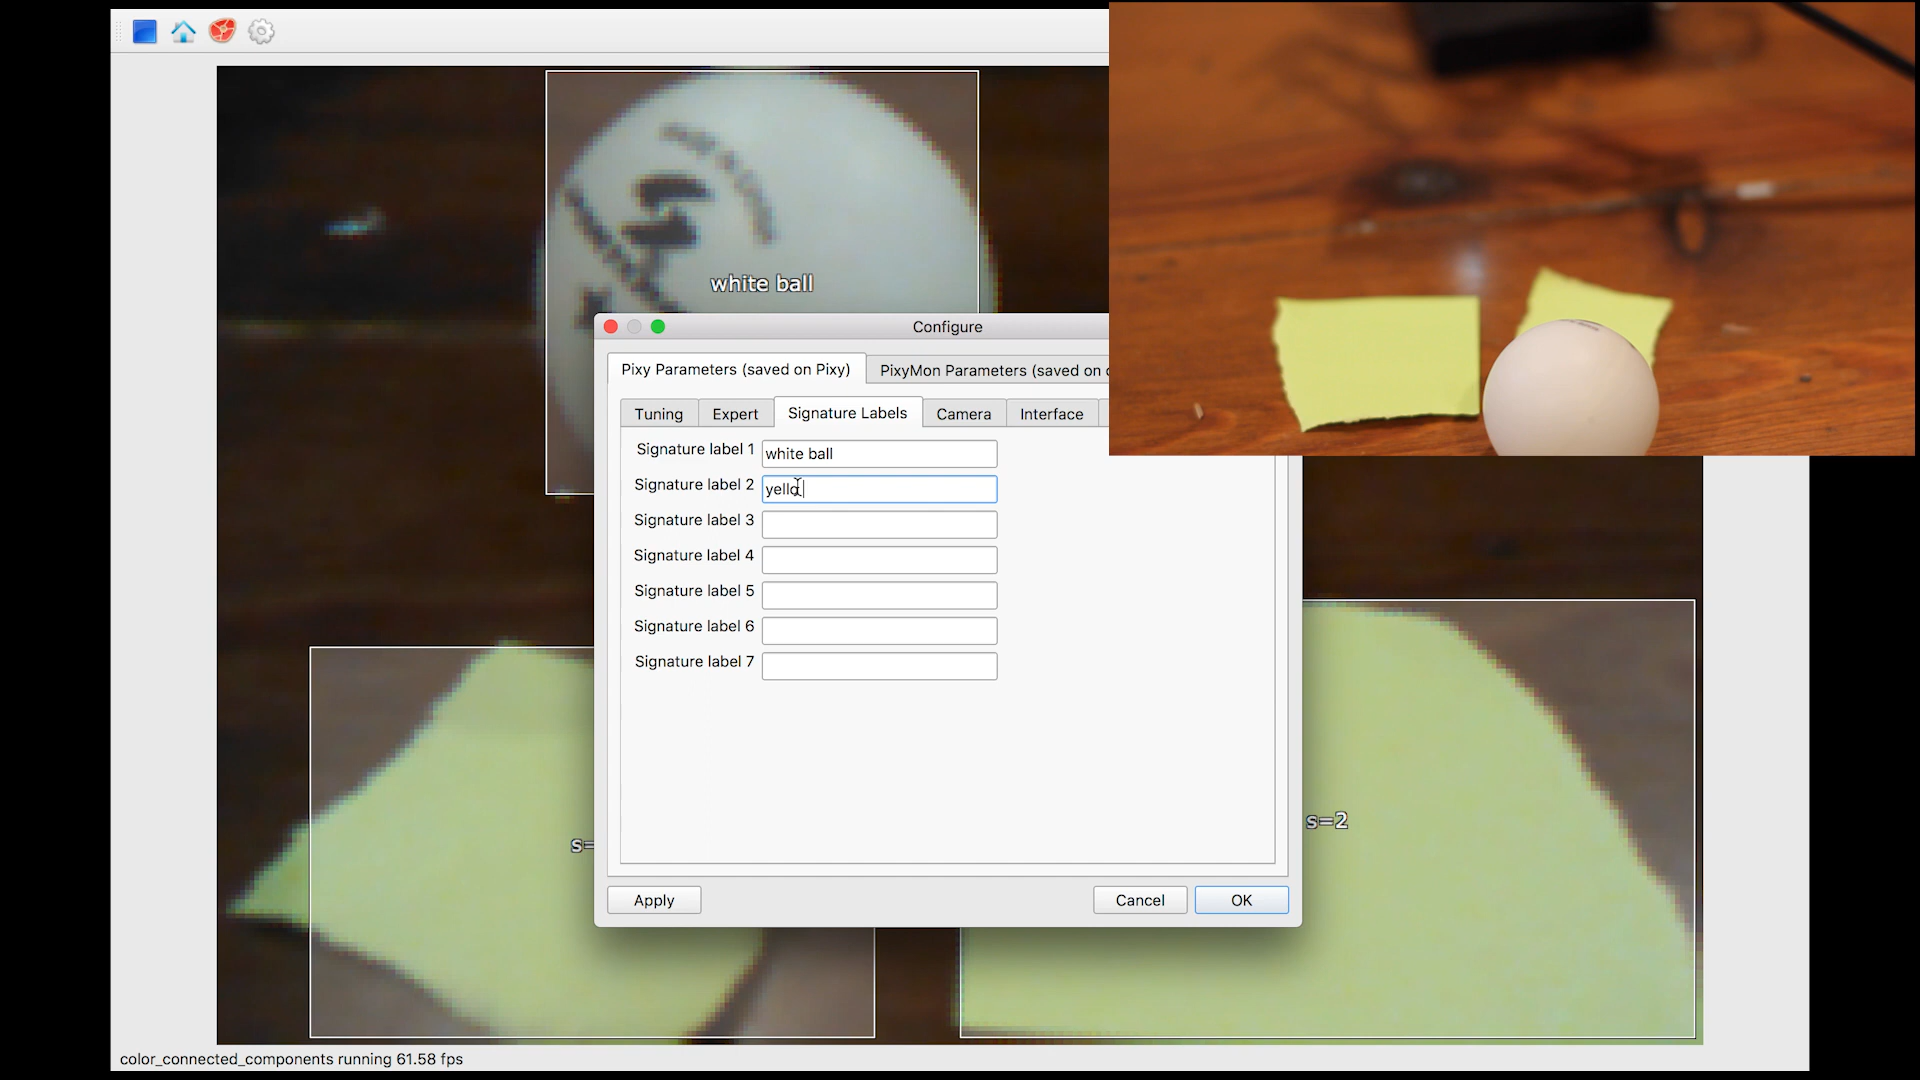 white ball
Configure
Pixy Parameters (saved on Pixy)
PixyMon Parameters (saved on
Tuning
Expert
Signature Labels
Camera
Interface
Signature label 1
white ball
Signature label 2
yello
Signature label 3
Signature label 4
Signature label 5
Signature label 6
Signature label 7
s=
s=2
Apply
Cancel
OK
color_connected_components running 61.58 fps